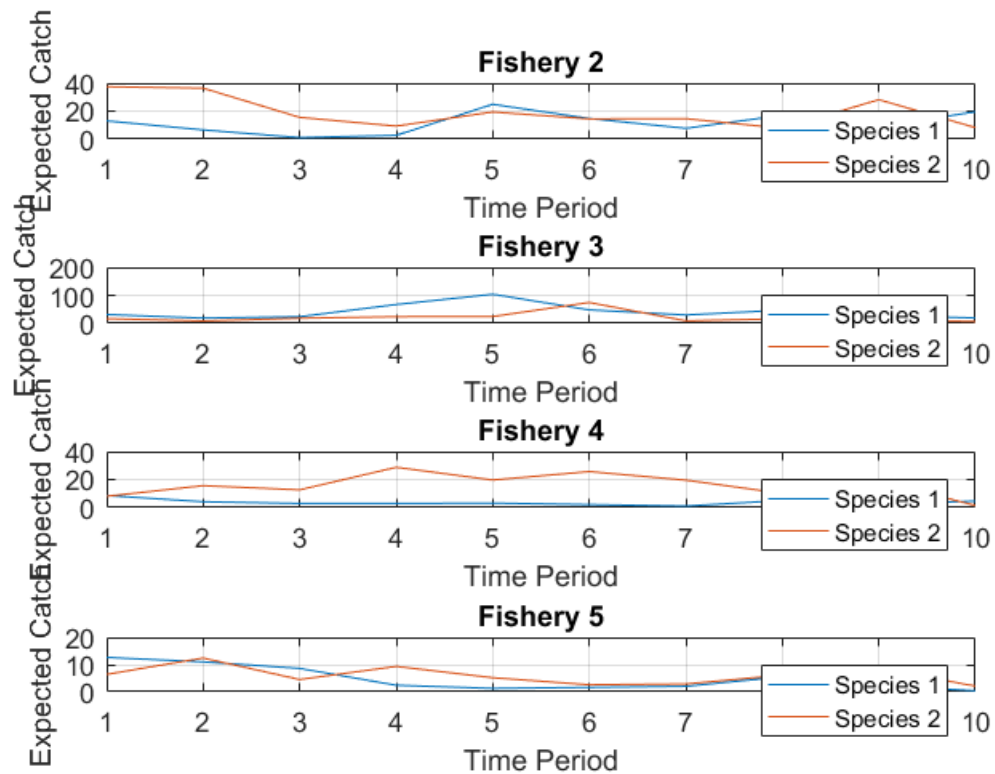 Fishery 2
Expected Catch
40
20
0
1 2 3 4 5 6 7 10
Species 1
Species 2
Time Period
Fishery 3
Expected Catch
200
100
0
1 2 3 4 5 6 7 10
Species 1
Species 2
Time Period
Fishery 4
Expected Catch
40
20
0
1 2 3 4 5 6 7 10
Species 1
Species 2
Time Period
Fishery 5
Expected Catch
20
10
0
1 2 3 4 5 6 7 10
Species 1
Species 2
Time Period